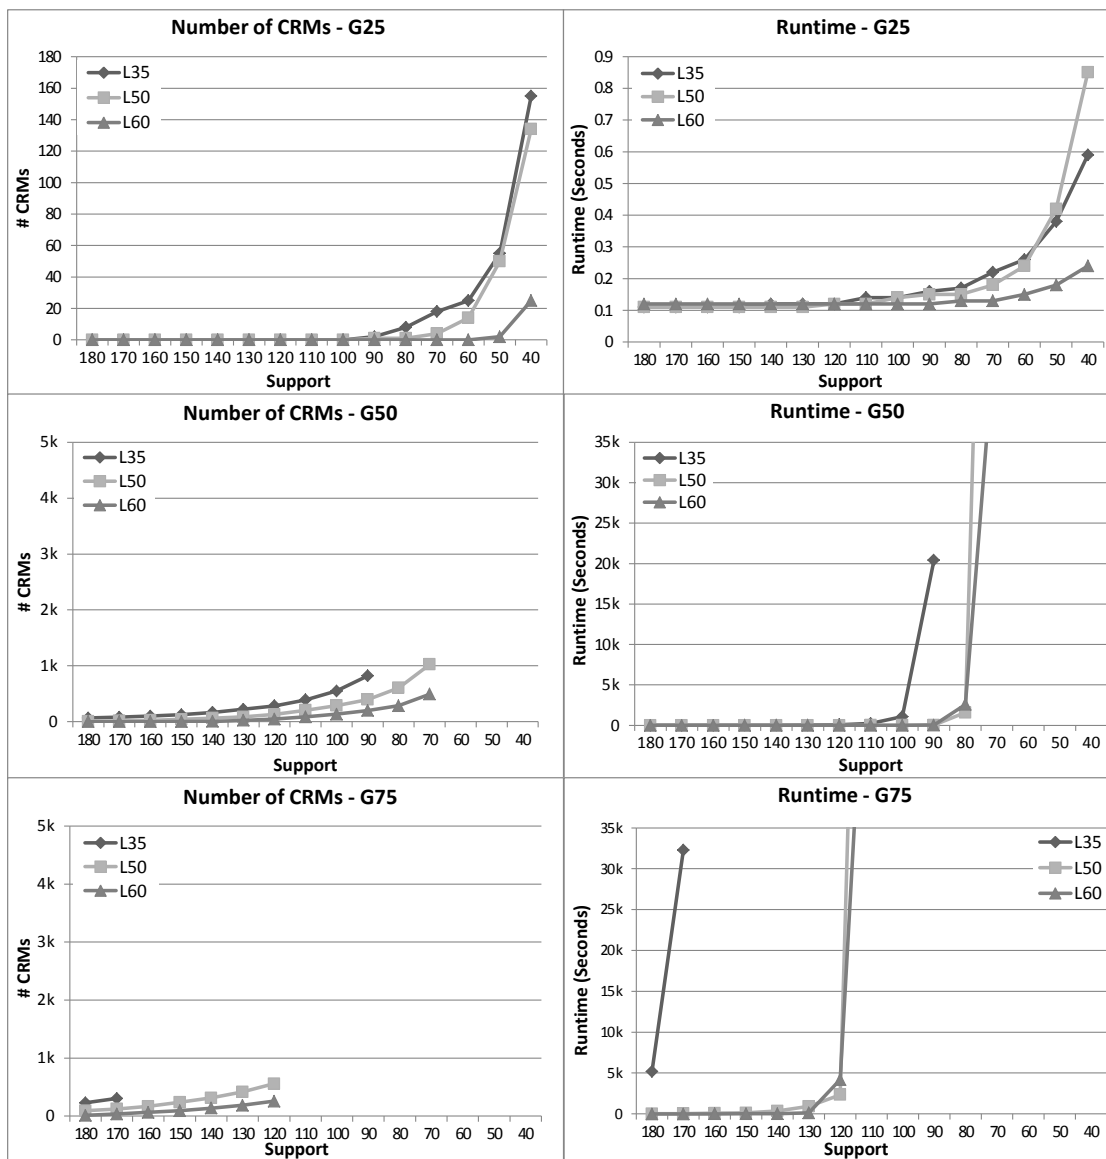 Number of CRMs - G25
180
160
140
120
100
80
60
40
20
0
# CRMs
L35
L50
L60
180 170 160 150 140 130 120 110 100 90 80 70 60 50 40
Support
Runtime - G25
0.9
0.8
0.7
0.6
0.5
0.4
0.3
0.2
0.1
0
Runtime (Seconds)
L35
L50
L60
180 170 160 150 140 130 120 110 100 90 80 70 60 50 40
Support
Number of CRMs - G50
5k
4k
3k
2k
1k
0
# CRMs
L35
L50
L60
180 170 160 150 140 130 120 110 100 90 80 70 60 50 40
Support
Runtime - G50
35k
30k
25k
20k
15k
10k
5k
0
Runtime (Seconds)
L35
L50
L60
180 170 160 150 140 130 120 110 100 90 80 70 60 50 40
Support
Number of CRMs - G75
5k
4k
3k
2k
1k
0
# CRMs
L35
L50
L60
180 170 160 150 140 130 120 110 100 90 80 70 60 50 40
Support
Runtime - G75
35k
30k
25k
20k
15k
10k
5k
0
Runtime (Seconds)
L35
L50
L60
180 170 160 150 140 130 120 110 100 90 80 70 60 50 40
Support